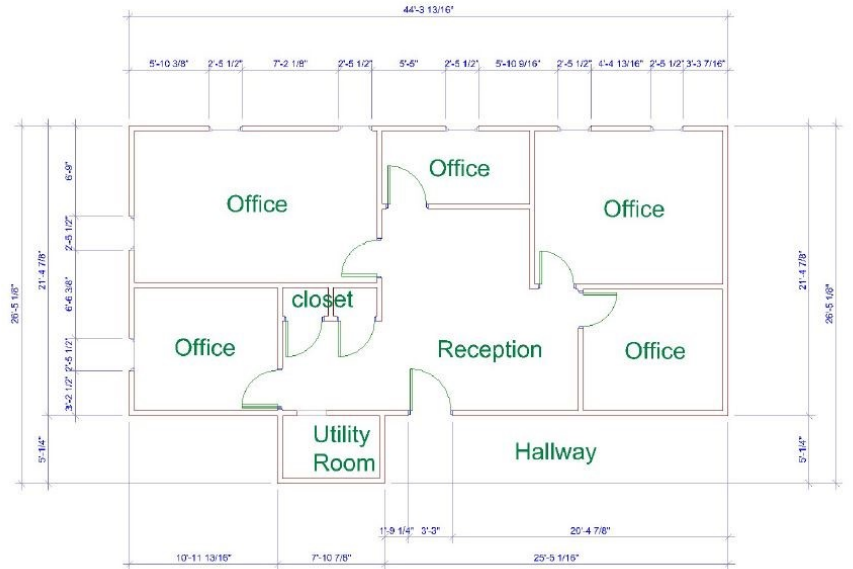 44'-3 13/16"
5'-10 3/8" 2'-5 1/2" 7'-2 1/8" 2'-5 1/2" 5'-5" 2'-5 1/2" 5'-10 9/16" 2'-5 1/2" 4'-4 13/16" 2'-5 1/2" 3'-3 7/16"
26'-5 1/8"
21'-4 7/8"
5'-1/4"
6'-9"
2'-5 1/2"
6'-6 3/8"
2'-5 1/2"
3'-2 1/2"
Office
Office
Office
closet
Office
Reception
Office
Utility
Room
Hallway
21'-4 7/8"
5'-1/4"
26'-5 1/8"
1'-9 1/4" 3'-3" 20'-4 7/8"
10'-11 13/16" 7'-10 7/8" 25'-5 1/16"